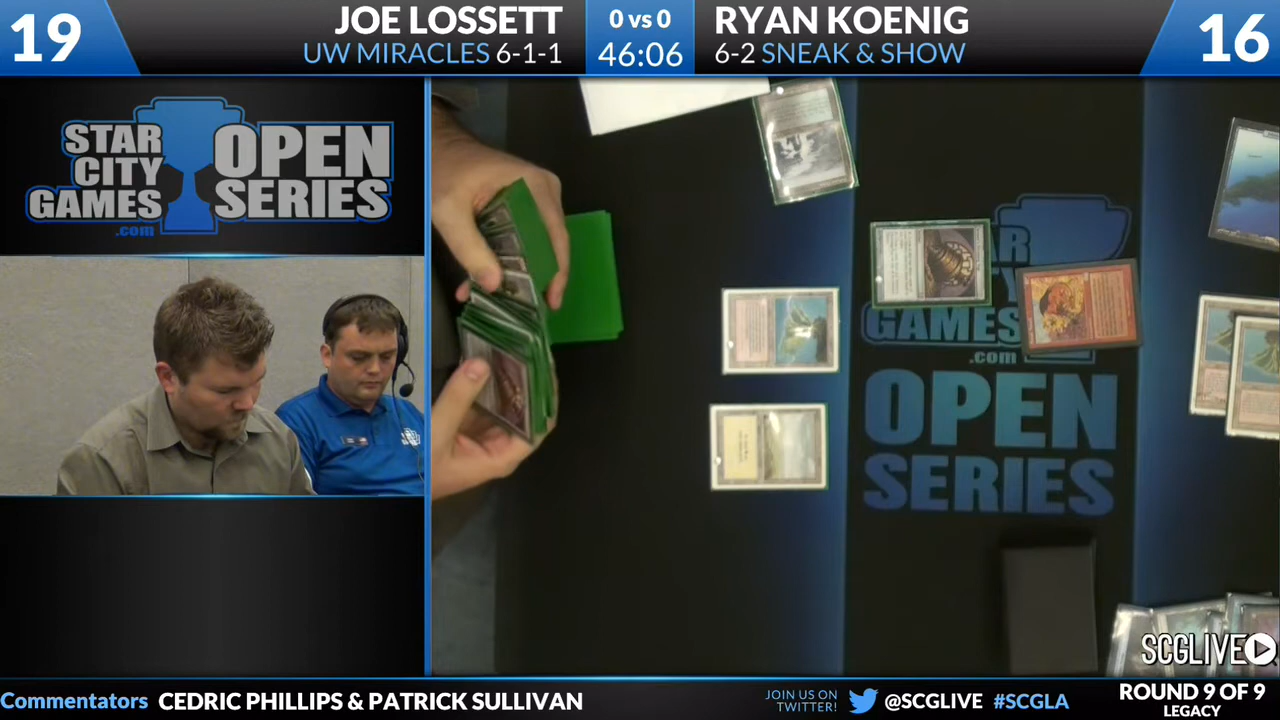 19
JOE LOSSETT
UW MIRACLES 6-1-1
0 vs 0
46:06
RYAN KOENIG
6-2 SNEAK & SHOW
16
STAR
CITY
GAMES
.com
OPEN
SERIES
GAMES
.com
OPEN
SERIES
SCGLIVE
Commentators CEDRIC PHILLIPS & PATRICK SULLIVAN
JOIN US ON
TWITTER!
@SCGLIVE #SCGLA
ROUND 9 OF 9
LEGACY